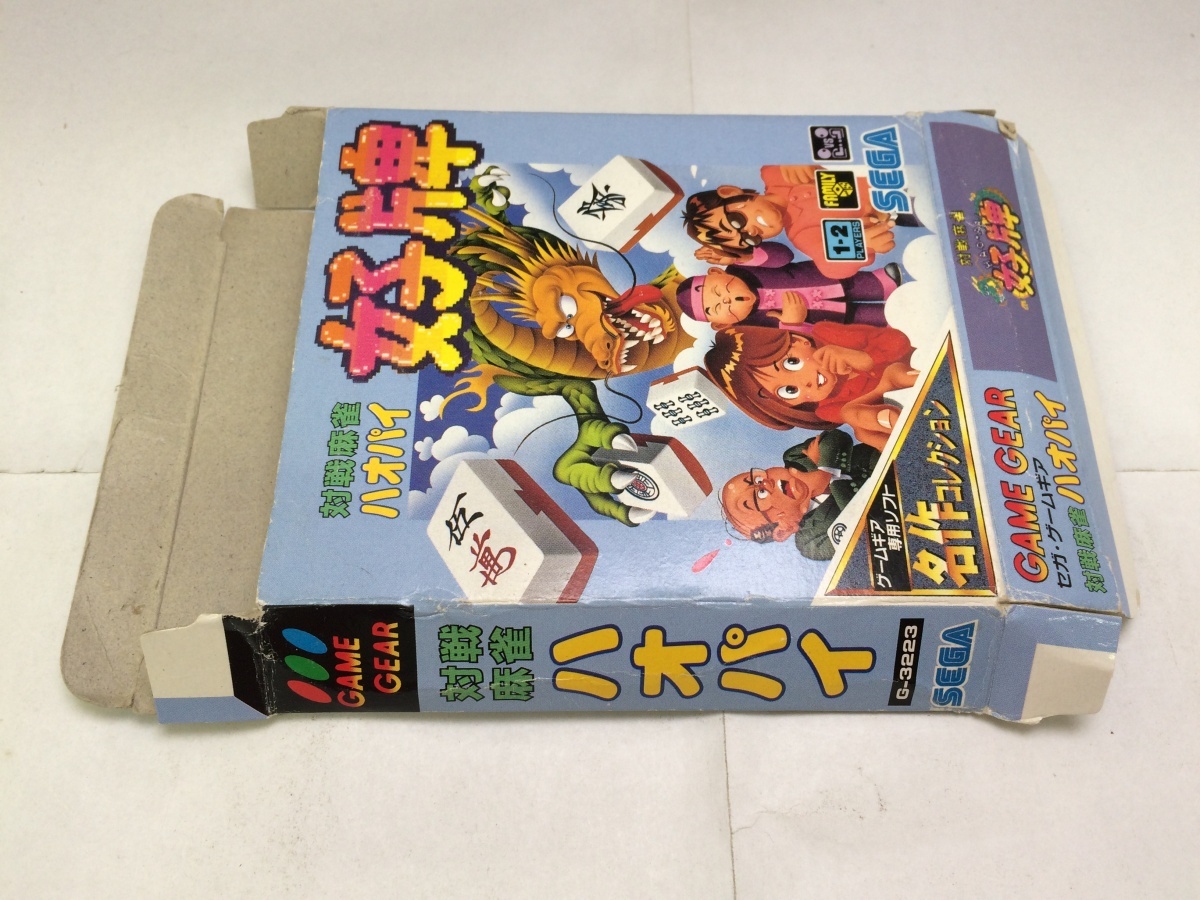 好牌
対戦麻雀
ハオパイ
1-2
PLAYERS
FAMILY
VS
SEGA
伍
萬
ゲームギア
専用ソフト
名作コレクション
対戦麻雀
好牌
GAME GEAR
セガ・ゲームギア
対戦麻雀 ハオパイ
GAME
GEAR
対戦
麻雀
ハオパイ
G-3223
SEGA